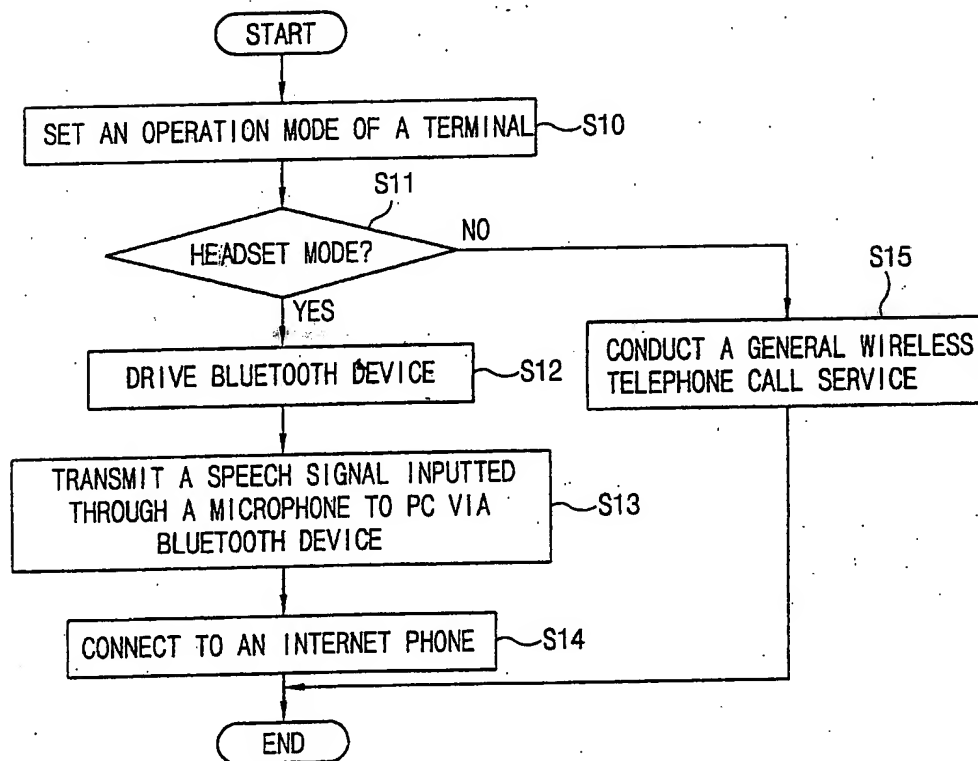 START
SET AN OPERATION MODE OF A TERMINAL
S10
S11
HEADSET MODE?
NO
YES
S15
DRIVE BLUETOOTH DEVICE
S12
CONDUCT A GENERAL WIRELESS
TELEPHONE CALL SERVICE
TRANSMIT A SPEECH SIGNAL INPUTTED
THROUGH A MICROPHONE TO PC VIA
BLUETOOTH DEVICE
S13
CONNECT TO AN INTERNET PHONE
S14
END